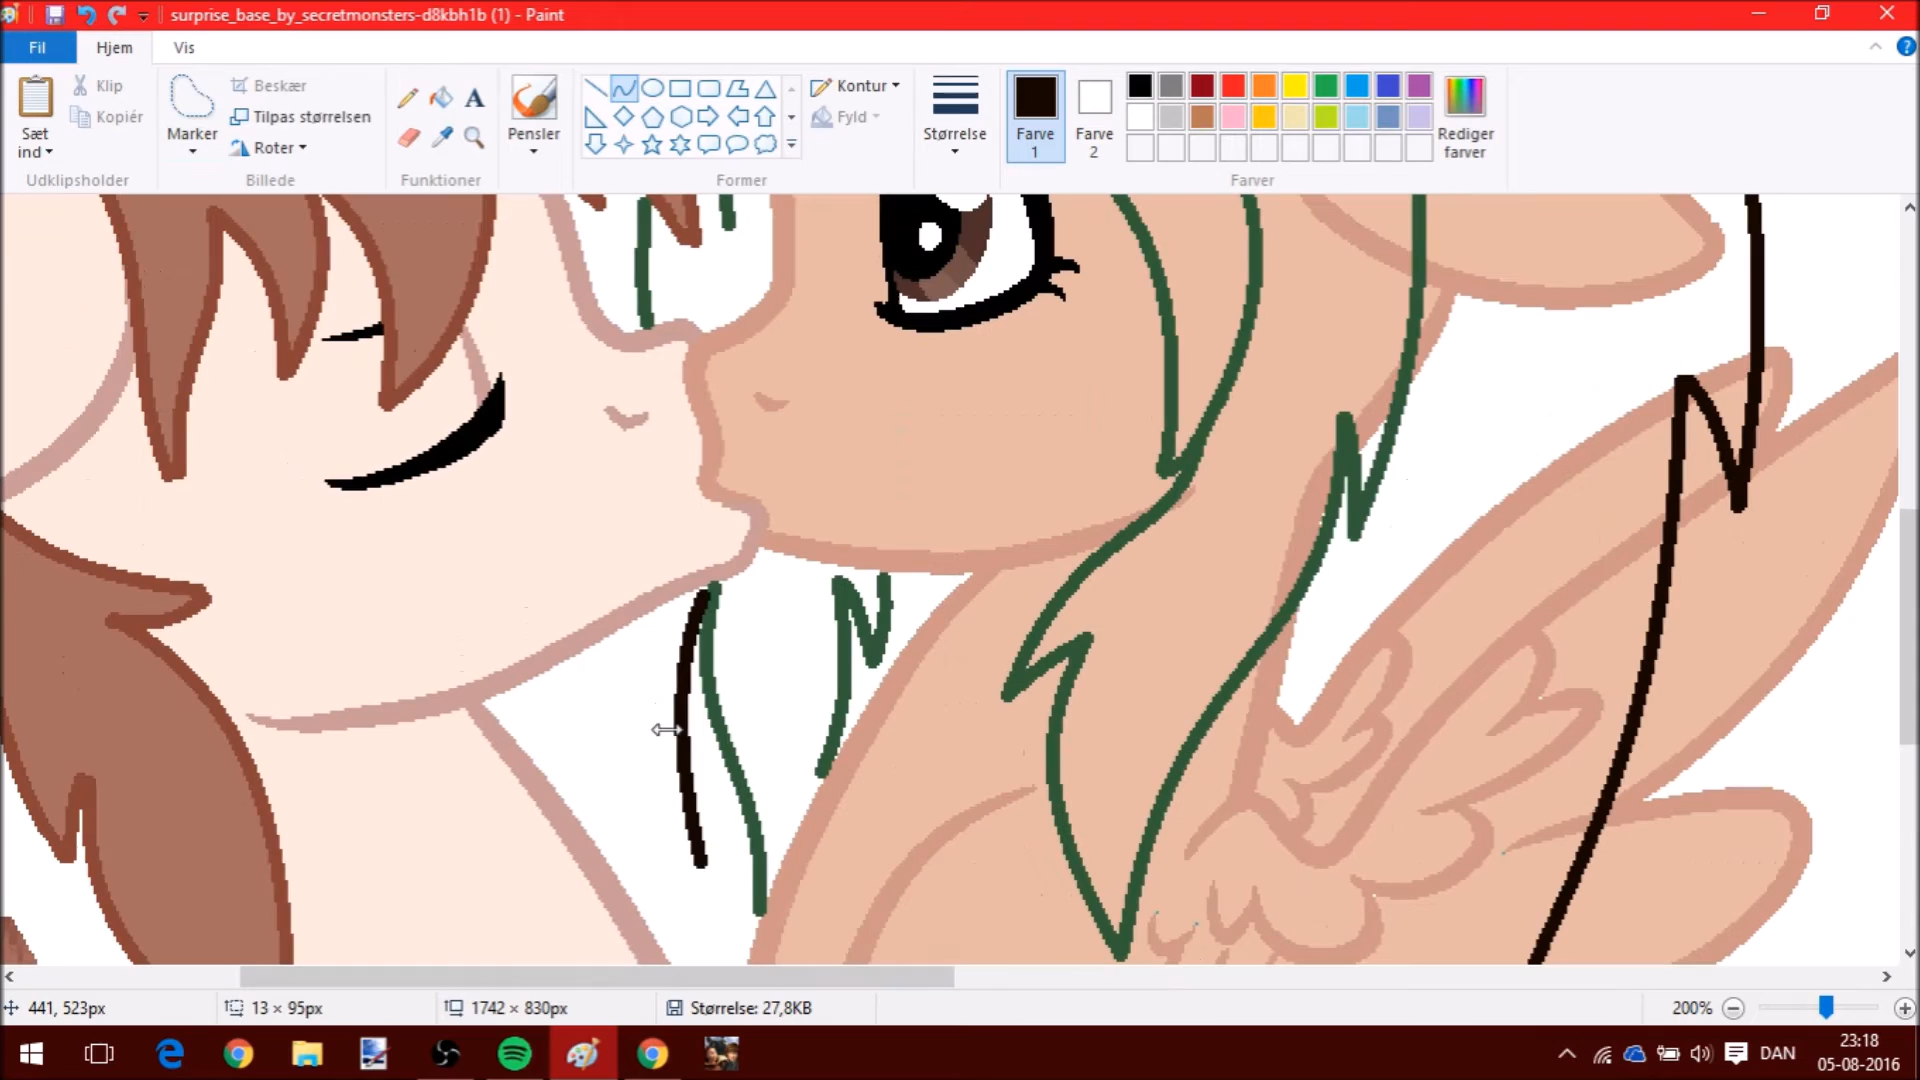 surprise_base_by_secretmonsters-d8kbh1b (1) - Paint
Fil
Hjem
Vis
Sæt
ind
Klip
Kopiér
Udklipsholder
Marker
Beskær
Tilpas størrelsen
Roter
Billede
A
Funktioner
Pensler
Kontur
Fyld
Former
Størrelse
Farve
1
Farve
2
Rediger
farver
Farver
441, 523px
13 × 95px
1742 × 830px
Størrelse: 27,8KB
200%
DAN
23:18
05-08-2016